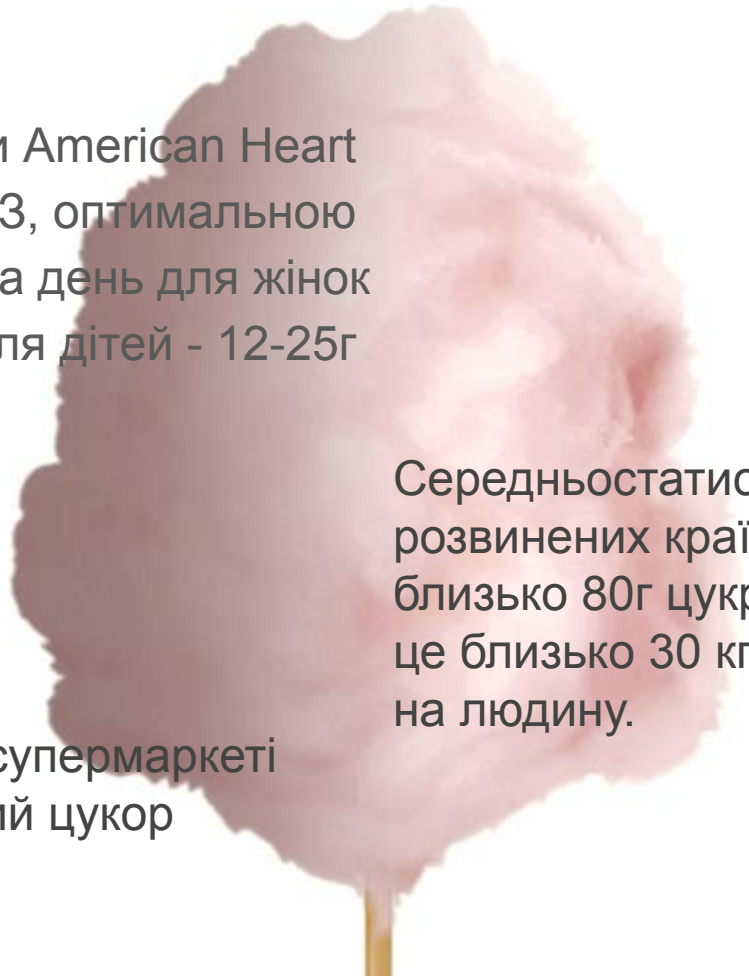 и American Heart
З, оптимальною
а день для жінок
ля дітей - 12-25г
Середньостатис
розвинених краї
близько 80г цукр
це близько 30 кг
на людину.
супермаркеті
ий цукор